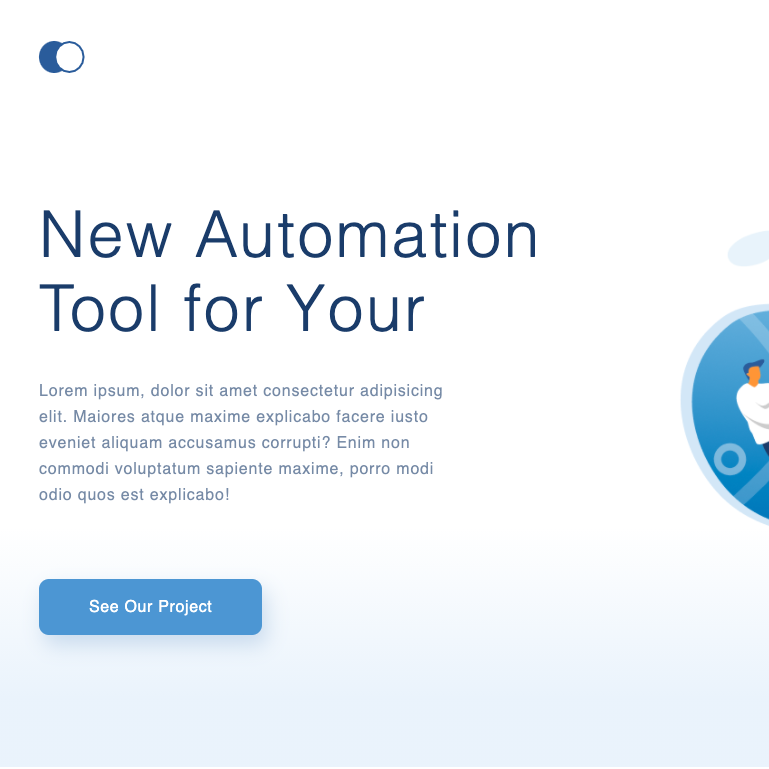 New Automation
Tool for Your
Lorem ipsum, dolor sit amet consectetur adipisicing
elit. Maiores atque maxime explicabo facere iusto
eveniet aliquam accusamus corrupti? Enim non
commodi voluptatum sapiente maxime, porro modi
odio quos est explicabo!
See Our Project